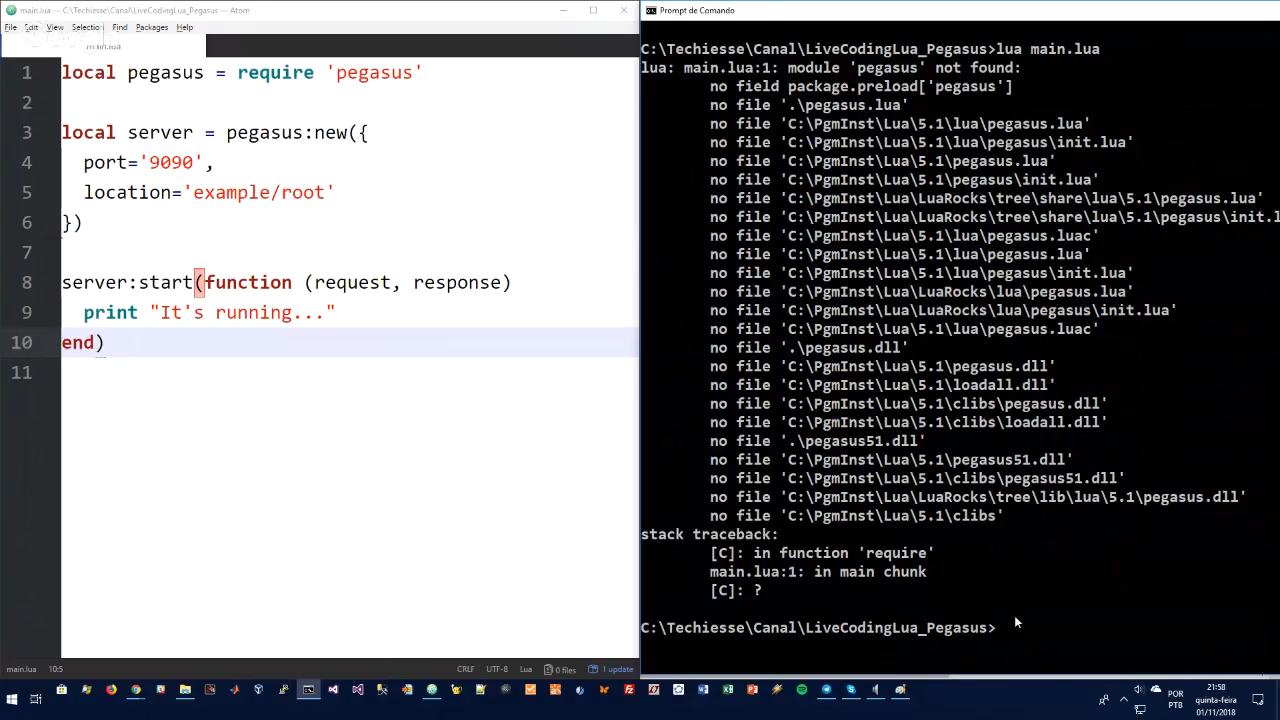 main.lua — C:\Techiesse\Canal\LiveCodingLua_Pegasus — Atom
File Edit View Selection Find Packages Help
main.lua
1 local pegasus = require 'pegasus'
2
3 local server = pegasus:new({
4 port='9090',
5 location='example/root'
6 })
7
8 server:start(function (request, response)
9 print "It's running..."
10 end)
11
main.lua 10:5 CRLF UTF-8 Lua 0 files 1 update
Prompt de Comando
C:\Techiesse\Canal\LiveCodingLua_Pegasus>lua main.lua
lua: main.lua:1: module 'pegasus' not found:
no field package.preload['pegasus']
no file '.\pegasus.lua'
no file 'C:\PgmInst\Lua\5.1\lua\pegasus.lua'
no file 'C:\PgmInst\Lua\5.1\lua\pegasus\init.lua'
no file 'C:\PgmInst\Lua\5.1\pegasus.lua'
no file 'C:\PgmInst\Lua\5.1\pegasus\init.lua'
no file 'C:\PgmInst\Lua\LuaRocks\tree\share\lua\5.1\pegasus.lua'
no file 'C:\PgmInst\Lua\LuaRocks\tree\share\lua\5.1\pegasus\init.l
no file 'C:\PgmInst\Lua\5.1\lua\pegasus.luac'
no file 'C:\PgmInst\Lua\5.1\lua\pegasus.lua'
no file 'C:\PgmInst\Lua\5.1\lua\pegasus\init.lua'
no file 'C:\PgmInst\Lua\LuaRocks\lua\pegasus.lua'
no file 'C:\PgmInst\Lua\LuaRocks\lua\pegasus\init.lua'
no file 'C:\PgmInst\Lua\5.1\lua\pegasus.luac'
no file '.\pegasus.dll'
no file 'C:\PgmInst\Lua\5.1\pegasus.dll'
no file 'C:\PgmInst\Lua\5.1\loadall.dll'
no file 'C:\PgmInst\Lua\5.1\clibs\pegasus.dll'
no file 'C:\PgmInst\Lua\5.1\clibs\loadall.dll'
no file '.\pegasus51.dll'
no file 'C:\PgmInst\Lua\5.1\pegasus51.dll'
no file 'C:\PgmInst\Lua\5.1\clibs\pegasus51.dll'
no file 'C:\PgmInst\Lua\LuaRocks\tree\lib\lua\5.1\pegasus.dll'
no file 'C:\PgmInst\Lua\5.1\clibs'
stack traceback:
[C]: in function 'require'
main.lua:1: in main chunk
[C]: ?
C:\Techiesse\Canal\LiveCodingLua_Pegasus>
POR
PTB
21:58
quinta-feira
01/11/2018